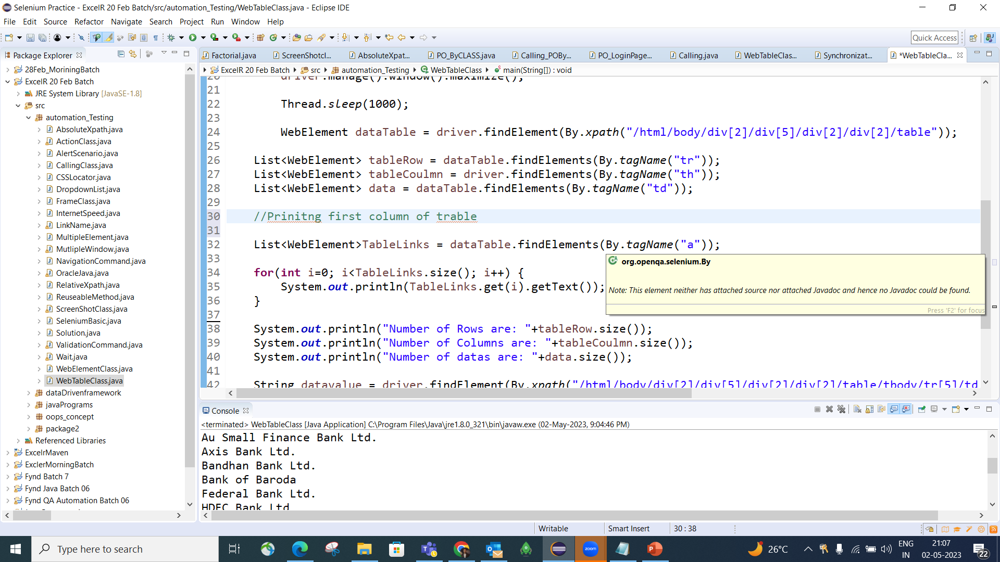 Selenium Practice - ExcelR 20 Feb Batch/src/automation_Testing/WebTableClass.java - Eclipse IDE
File Edit Source Refactor Navigate Search Project Run Window Help
Quick Access
Package Explorer
28Feb_MoriningBatch
ExcelR 20 Feb Batch
JRE System Library [JavaSE-1.8]
src
automation_Testing
AbsoluteXpath.java
ActionClass.java
AlertScenario.java
CallingClass.java
CSSLocator.java
DropdownList.java
FrameClass.java
InternetSpeed.java
LinkName.java
MultipleElement.java
MutlipleWindow.java
NavigationCommand.java
OracleJava.java
RelativeXpath.java
ReuseableMethod.java
ScreenShotClass.java
SeleniumBasic.java
Solution.java
ValidationCommand.java
Wait.java
WebElementClass.java
WebTableClass.java
dataDrivenframework
javaPrograms
oops_concept
package2
Referenced Libraries
ExcelrMaven
ExclerMorningBatch
Fynd Batch 7
Fynd Java Batch 06
Fynd QA Automation Batch 06
Factorial.java ScreenShotcl... AbsoluteXpat... PO_ByCLASS.java Calling_POBy... PO_LoginPage... Calling.java WebTableClas... Synchronizat... *WebTableCla...
ExcelR 20 Feb Batch src automation_Testing WebTableClass main(String[]) : void
20 driver.manage().window().maximize();
21
22 Thread.sleep(1000);
23
24 WebElement dataTable = driver.findElement(By.xpath("/html/body/div[2]/div[5]/div[2]/div[2]/table"));
25
26 List<WebElement> tableRow = dataTable.findElements(By.tagName("tr"));
27 List<WebElement> tableCoulmn = driver.findElements(By.tagName("th"));
28 List<WebElement> data = dataTable.findElements(By.tagName("td"));
29
30 //Prinitng first column of trable
31
32 List<WebElement>TableLinks = dataTable.findElements(By.tagName("a"));
33
34 for(int i=0; i<TableLinks.size(); i++) {
35 System.out.println(TableLinks.get(i).getText());
36 }
37
38 System.out.println("Number of Rows are: "+tableRow.size());
39 System.out.println("Number of Columns are: "+tableCoulmn.size());
40 System.out.println("Number of datas are: "+data.size());
41
42 String datavalue = driver.findElement(By.xpath("/html/body/div[2]/div[5]/div[2]/div[2]/table/tbody/tr[5]/td
org.openqa.selenium.By
Note: This element neither has attached source nor attached Javadoc and hence no Javadoc could be found.
Press 'F2' for focus
Console
<terminated> WebTableClass [Java Application] C:\Program Files\Java\jre1.8.0_321\bin\javaw.exe (02-May-2023, 9:04:46 PM)
Au Small Finance Bank Ltd.
Axis Bank Ltd.
Bandhan Bank Ltd.
Bank of Baroda
Federal Bank Ltd.
HDFC Bank Ltd
Writable Smart Insert 30 : 38
Type here to search
zoom
26°C
ENG
IN
21:07
02-05-2023
22